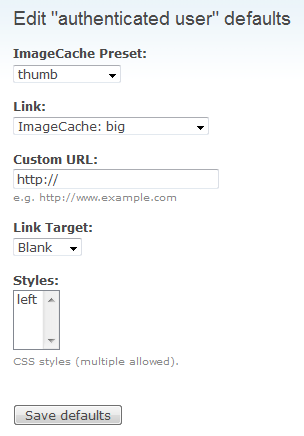 Edit "authenticated user" defaults
ImageCache Preset:
thumb
Link:
ImageCache: big
Custom URL:
http://
e.g. http://www.example.com
Link Target:
Blank
Styles:
left
CSS styles (multiple allowed).
Save defaults